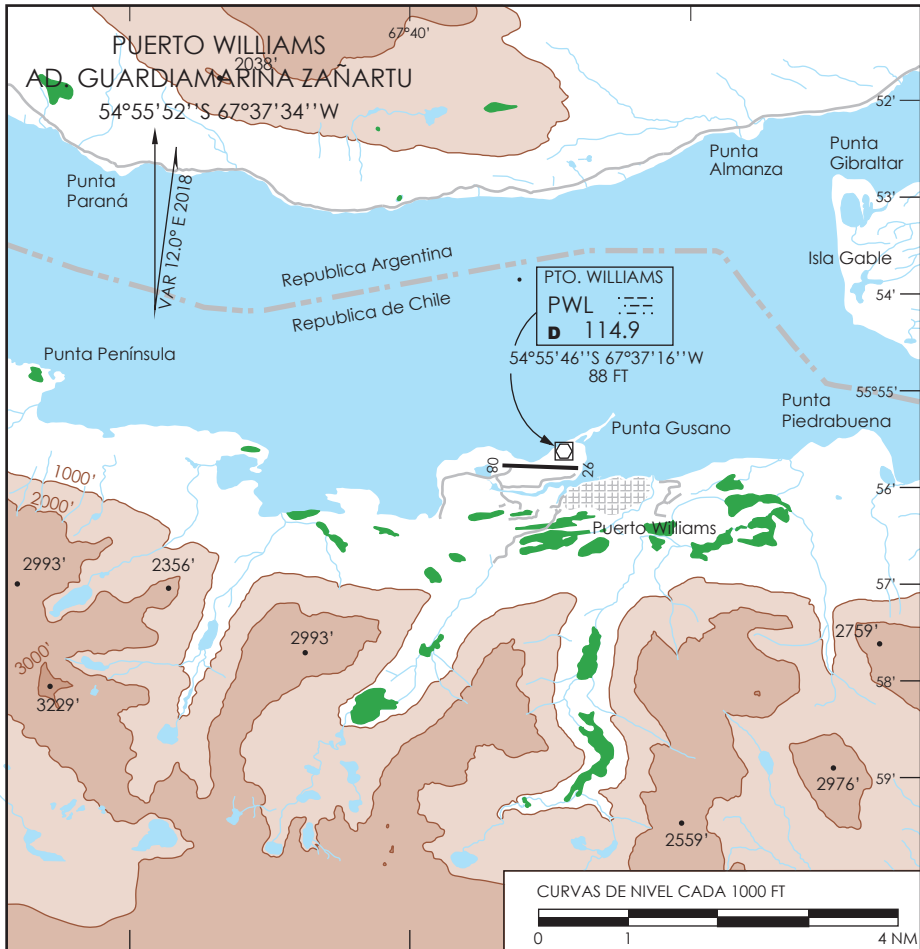 67°40'
PUERTO WILLIAMS
2038'
AD. GUARDIAMARINA ZAÑARTU
54°55'52''S 67°37'34''W
52'
Punta
Almanza
Punta
Gibraltar
Punta
Paraná
53'
VAR 12.0° E 2018
Republica Argentina
Isla Gable
Republica de Chile
PTO. WILLIAMS
PWL
D 114.9
54'
54°55'46''S 67°37'16''W
88 FT
Punta Península
55°55'
Punta
Piedrabuena
Punta Gusano
08
26
56'
1000'
2000'
Puerto Williams
2993'
2356'
57'
2993'
2759'
3000'
3229'
58'
2976'
59'
2559'
CURVAS DE NIVEL CADA 1000 FT
0 1 4 NM